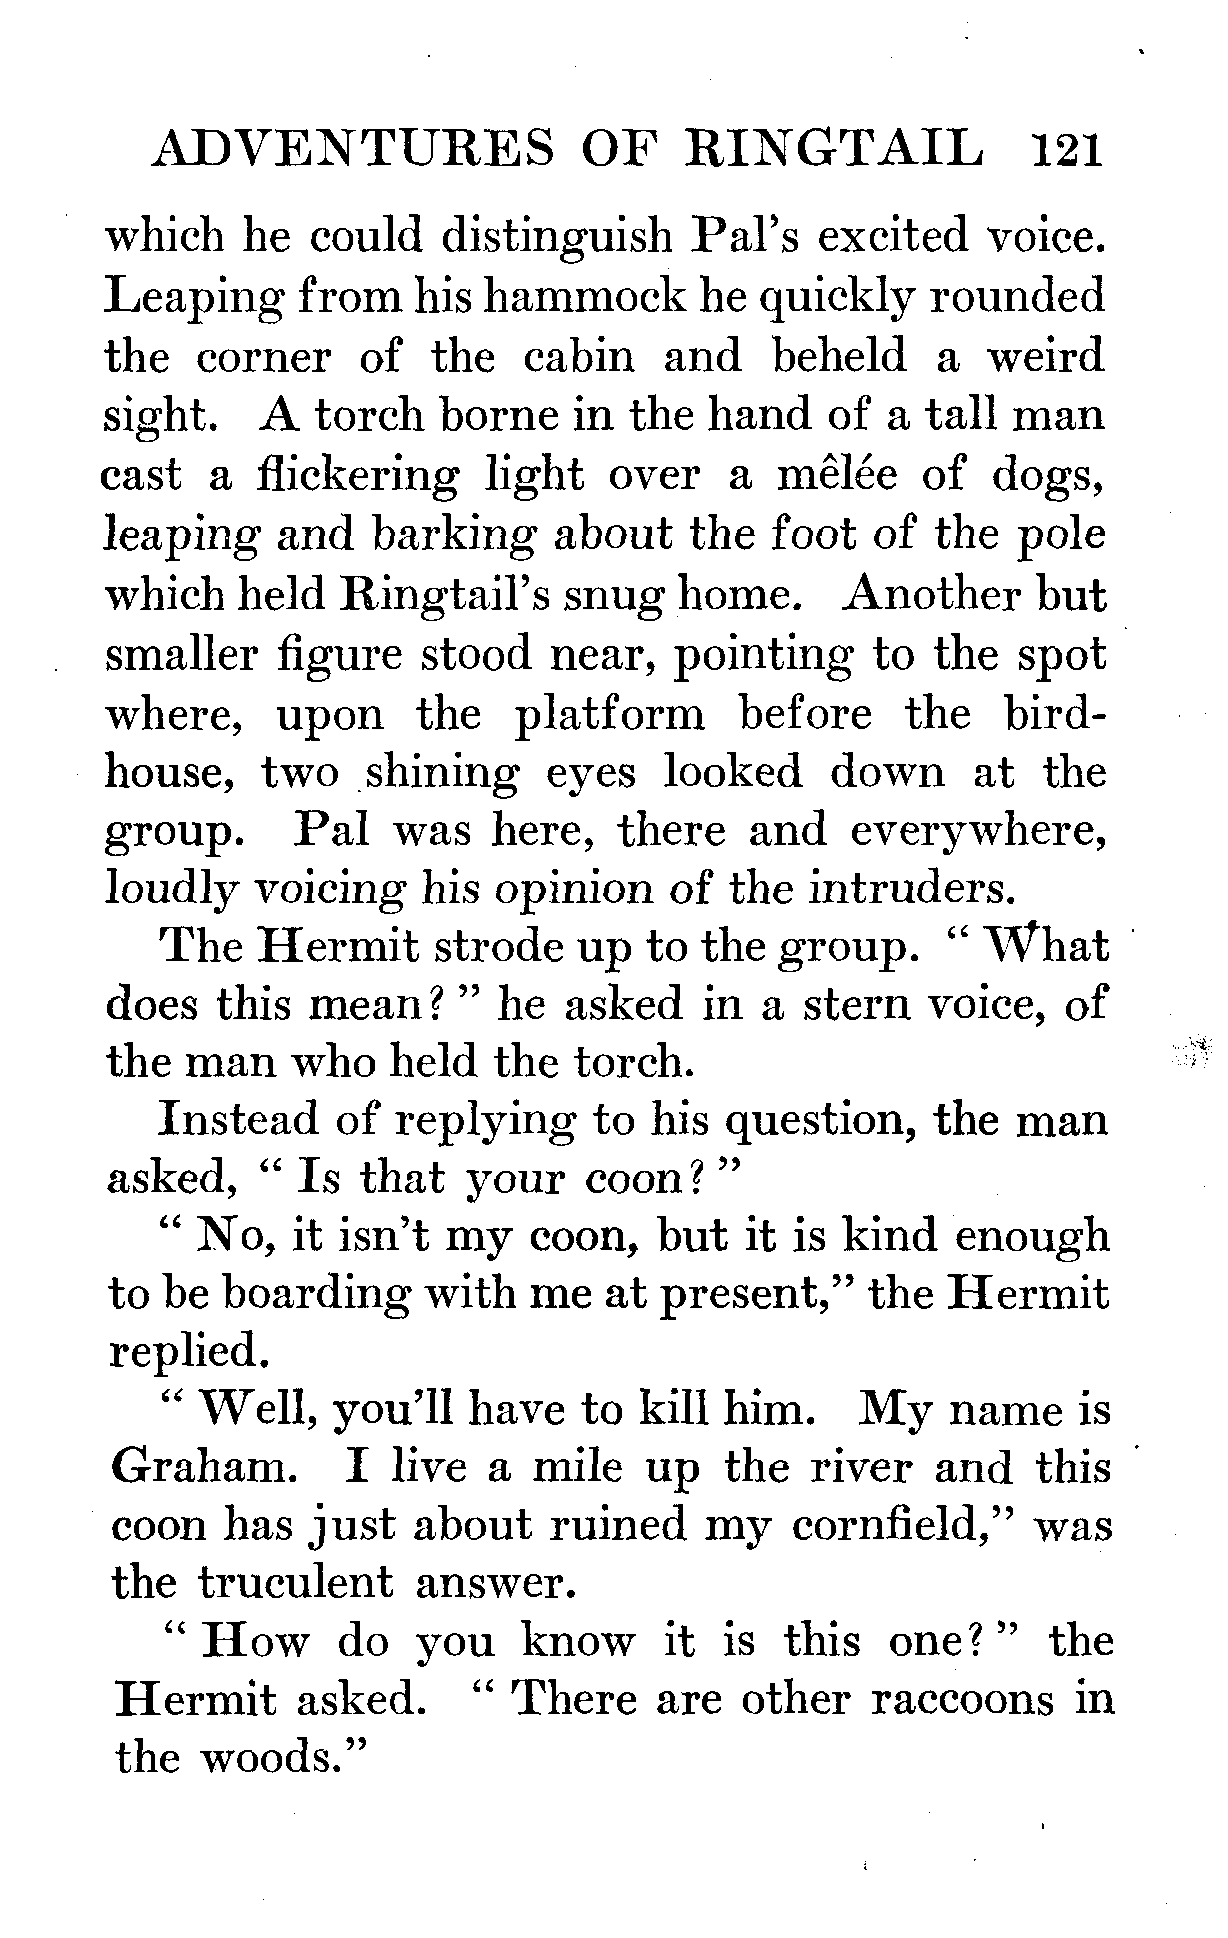 ADVENTURES OF RINGTAIL 121
which he could distinguish Pal's excited voice.
Leaping from his hammock he quickly rounded
the corner of the cabin and beheld a weird
sight. A torch borne in the hand of a tall man
cast a flickering light over a mêlée of dogs,
leaping and barking about the foot of the pole
which held Ringtail's snug home. Another but
smaller figure stood near, pointing to the spot
where, upon the platform before the bird-
house, two shining eyes looked down at the
group. Pal was here, there and everywhere,
loudly voicing his opinion of the intruders.
The Hermit strode up to the group. “ What
does this mean? ” he asked in a stern voice, of
the man who held the torch.
Instead of replying to his question, the man
asked, “ Is that your coon? ”
“ No, it isn't my coon, but it is kind enough
to be boarding with me at present,” the Hermit
replied.
“ Well, you'll have to kill him. My name is
Graham. I live a mile up the river and this
coon has just about ruined my cornfield,” was
the truculent answer.
“ How do you know it is this one? ” the
Hermit asked. “ There are other raccoons in
the woods.”